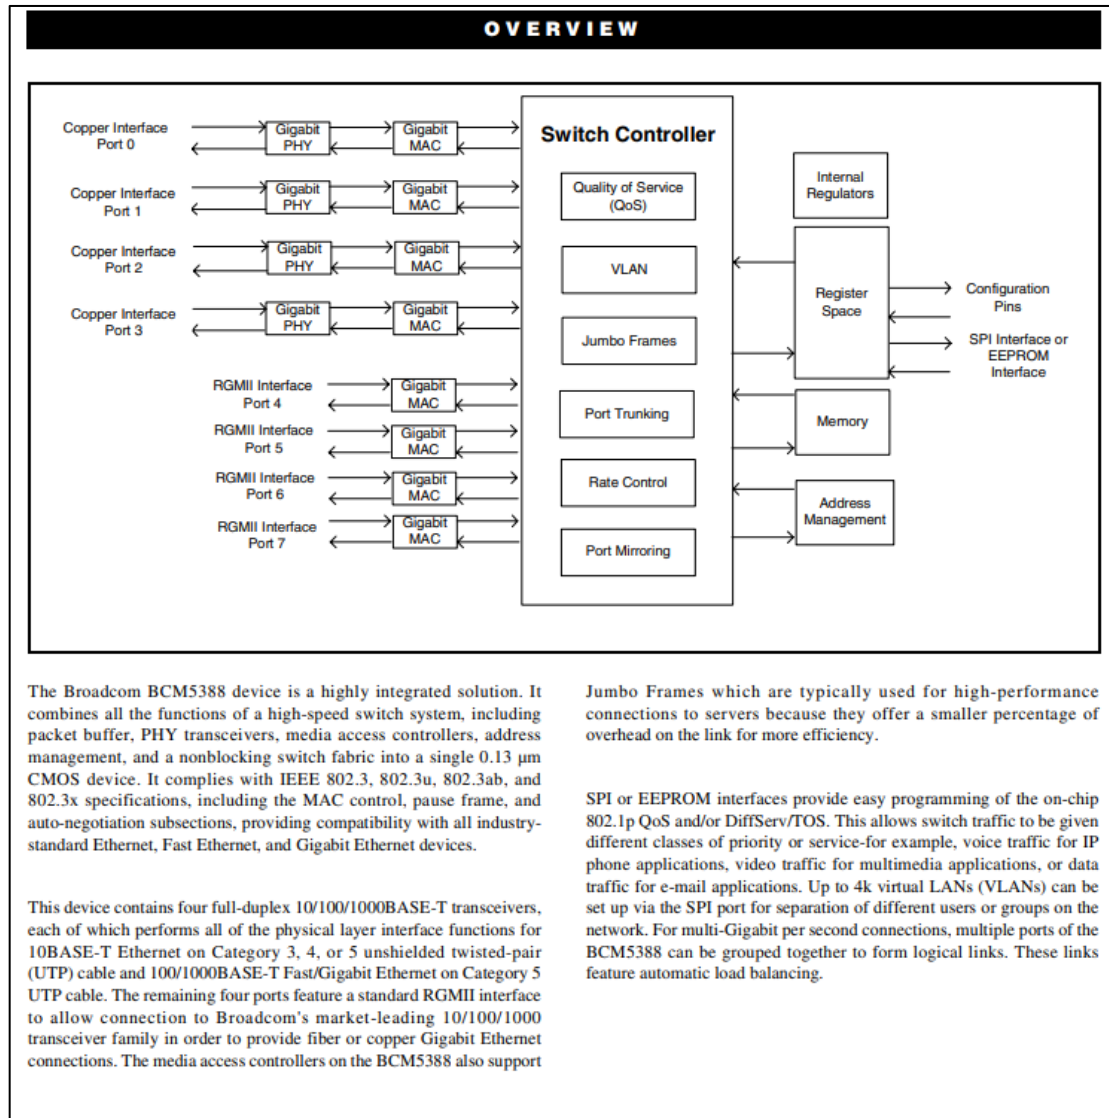 OVERVIEW
Copper Interface
Port 0
Gigabit
PHY
Gigabit
MAC
Copper Interface
Port 1
Gigabit
PHY
Gigabit
MAC
Copper Interface
Port 2
Gigabit
PHY
Gigabit
MAC
Copper Interface
Port 3
Gigabit
PHY
Gigabit
MAC
RGMII Interface
Port 4
Gigabit
MAC
RGMII Interface
Port 5
Gigabit
MAC
RGMII Interface
Port 6
Gigabit
MAC
RGMII Interface
Port 7
Gigabit
MAC
Switch Controller
Quality of Service
(QoS)
VLAN
Jumbo Frames
Port Trunking
Rate Control
Port Mirroring
Internal
Regulators
Register
Space
Memory
Address
Management
Configuration
Pins
SPI Interface or
EEPROM
Interface
The Broadcom BCM5388 device is a highly integrated solution. It
combines all the functions of a high-speed switch system, including
packet buffer, PHY transceivers, media access controllers, address
management, and a nonblocking switch fabric into a single 0.13 μm
CMOS device. It complies with IEEE 802.3, 802.3u, 802.3ab, and
802.3x specifications, including the MAC control, pause frame, and
auto-negotiation subsections, providing compatibility with all industry-
standard Ethernet, Fast Ethernet, and Gigabit Ethernet devices.
This device contains four full-duplex 10/100/1000BASE-T transceivers,
each of which performs all of the physical layer interface functions for
10BASE-T Ethernet on Category 3, 4, or 5 unshielded twisted-pair
(UTP) cable and 100/1000BASE-T Fast/Gigabit Ethernet on Category 5
UTP cable. The remaining four ports feature a standard RGMII interface
to allow connection to Broadcom's market-leading 10/100/1000
transceiver family in order to provide fiber or copper Gigabit Ethernet
connections. The media access controllers on the BCM5388 also support
Jumbo Frames which are typically used for high-performance
connections to servers because they offer a smaller percentage of
overhead on the link for more efficiency.
SPI or EEPROM interfaces provide easy programming of the on-chip
802.1p QoS and/or DiffServ/TOS. This allows switch traffic to be given
different classes of priority or service-for example, voice traffic for IP
phone applications, video traffic for multimedia applications, or data
traffic for e-mail applications. Up to 4k virtual LANs (VLANs) can be
set up via the SPI port for separation of different users or groups on the
network. For multi-Gigabit per second connections, multiple ports of the
BCM5388 can be grouped together to form logical links. These links
feature automatic load balancing.